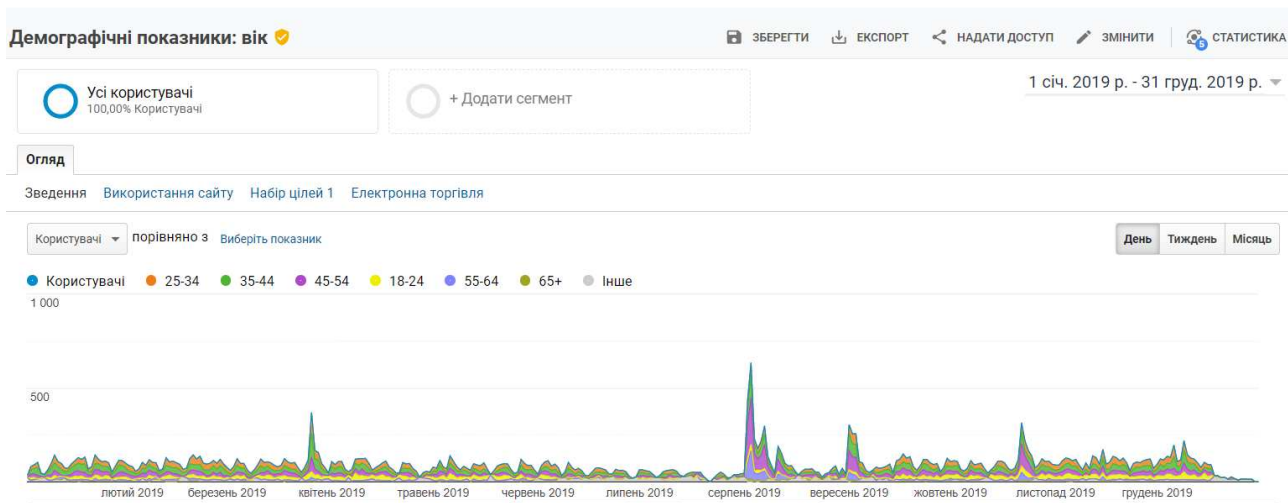 Демографічні показники: вік
ЗБЕРЕГТИ ЕКСПОРТ НАДАТИ ДОСТУП ЗМІНИТИ 5 СТАТИСТИКА
Усі користувачі
100,00% Користувачі
+ Додати сегмент
1 січ. 2019 р. - 31 груд. 2019 р.
Огляд
Зведення Використання сайту Набір цілей 1 Електронна торгівля
Користувачі порівняно з Виберіть показник
День Тиждень Місяць
Користувачі 25-34 35-44 45-54 18-24 55-64 65+ Інше
1 000
500
лютий 2019 березень 2019 квітень 2019 травень 2019 червень 2019 липень 2019 серпень 2019 вересень 2019 жовтень 2019 листопад 2019 грудень 2019